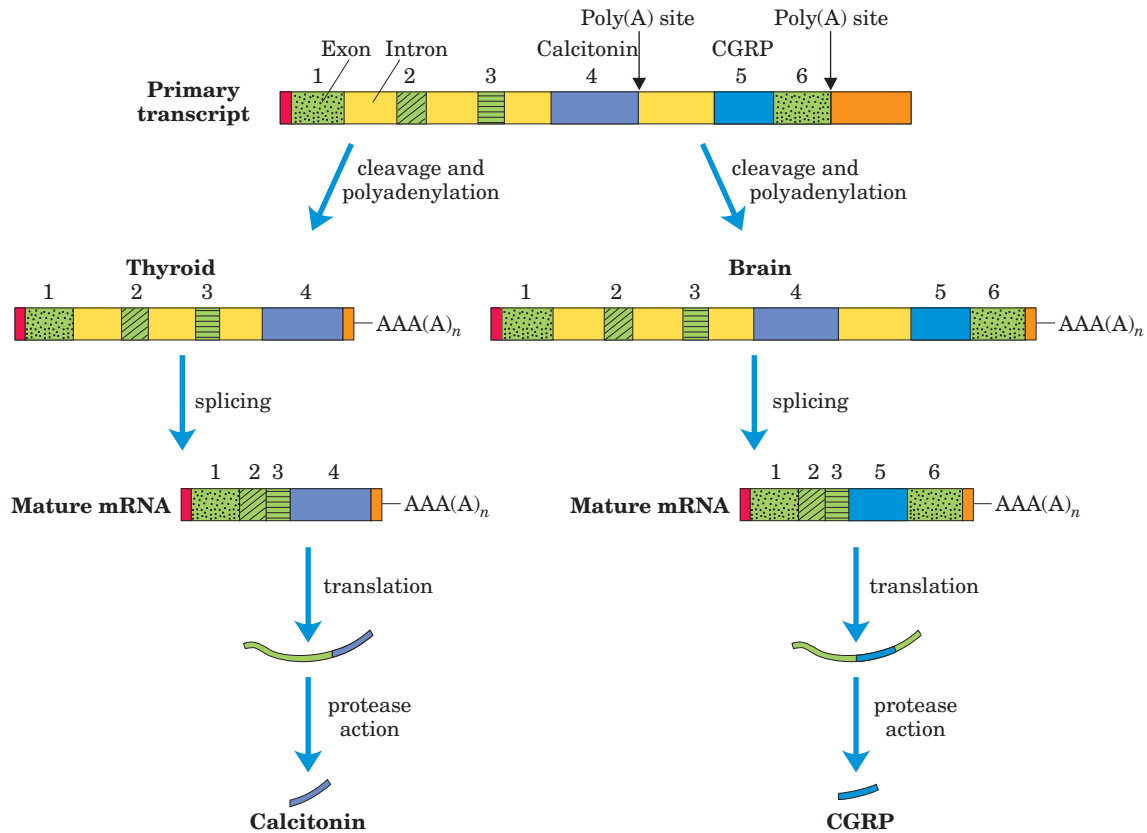 Poly(A) site Poly(A) site
Exon Intron Calcitonin CGRP
1 2 3 4 5 6
Primary
transcript
cleavage and
polyadenylation
cleavage and
polyadenylation
Thyroid
1 2 3 4
AAA(A)n
Brain
1 2 3 4 5 6
AAA(A)n
splicing
splicing
1 2 3 4
Mature mRNA AAA(A)n
1 2 3 5 6
Mature mRNA AAA(A)n
translation
translation
protease
action
protease
action
Calcitonin
CGRP